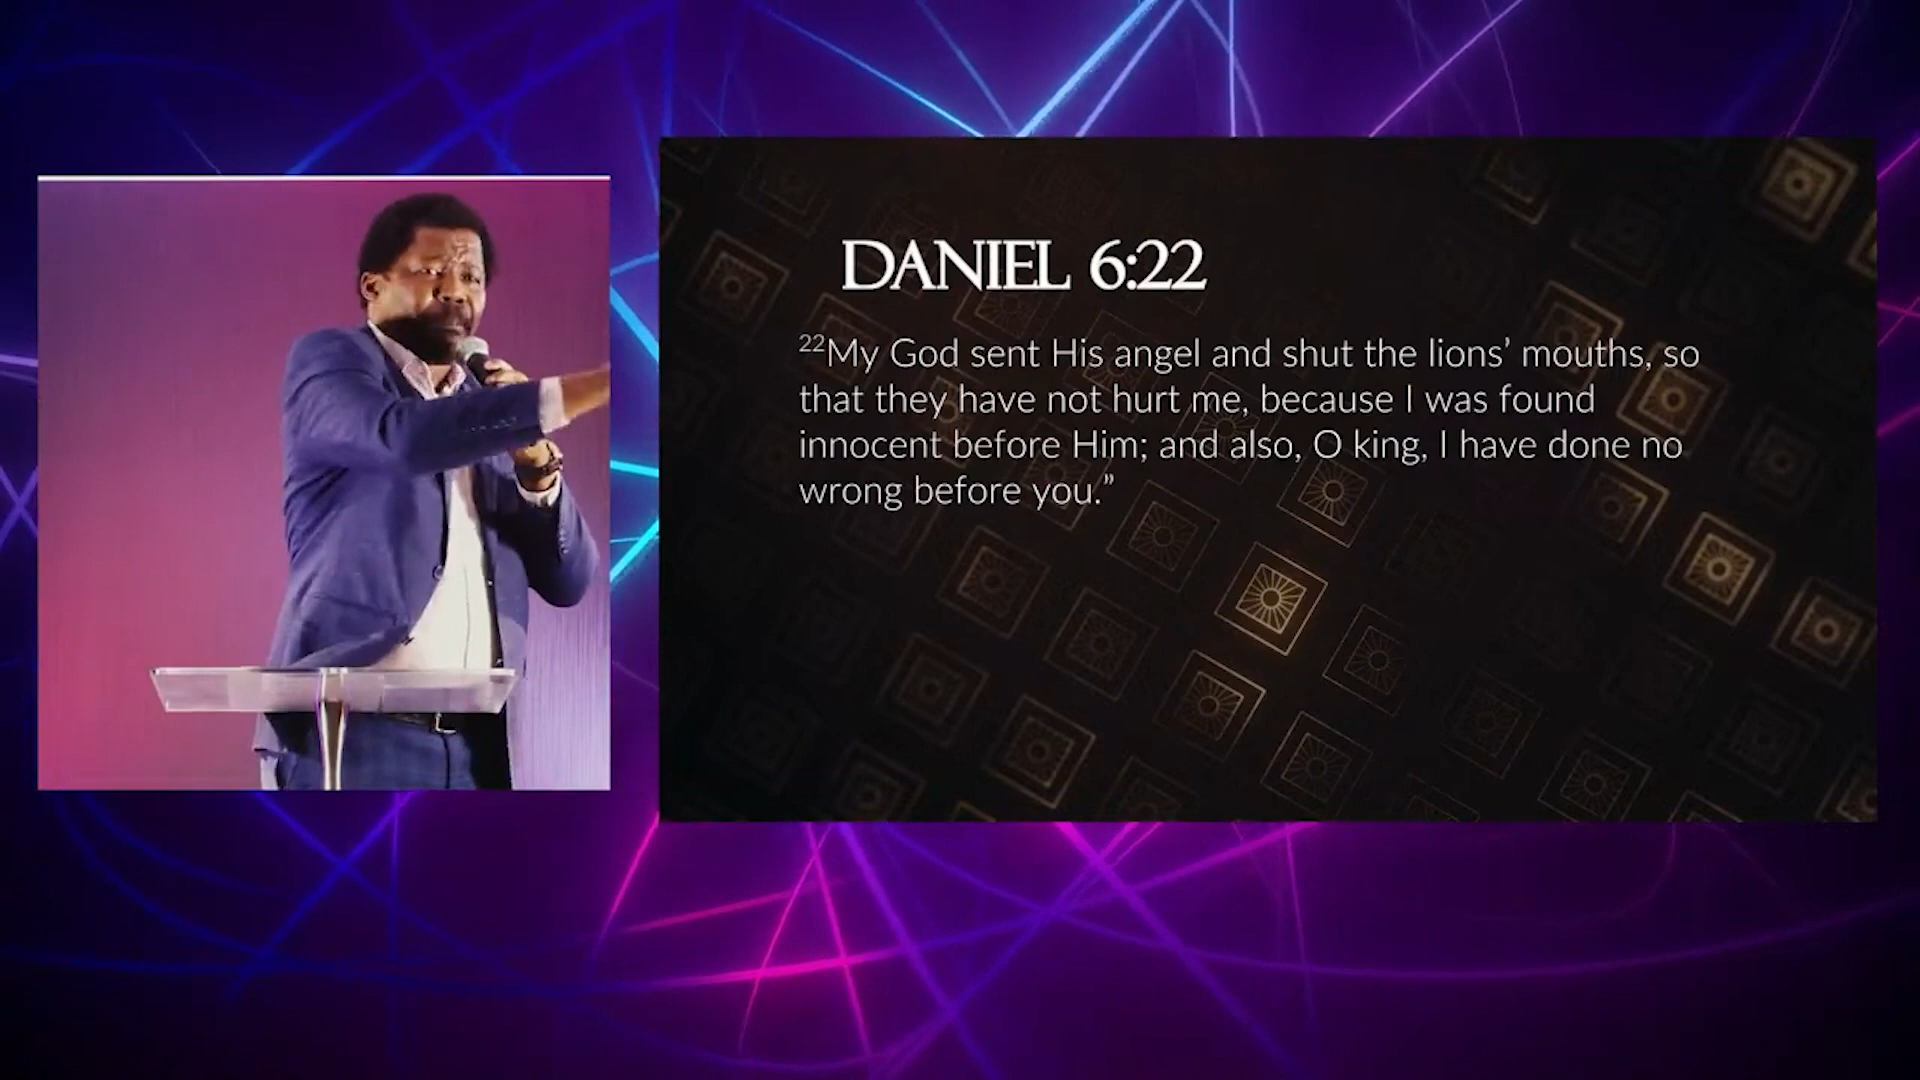 DANIEL 6:22
22My God sent His angel and shut the lions’ mouths, so
that they have not hurt me, because I was found
innocent before Him; and also, O king, I have done no
wrong before you.”